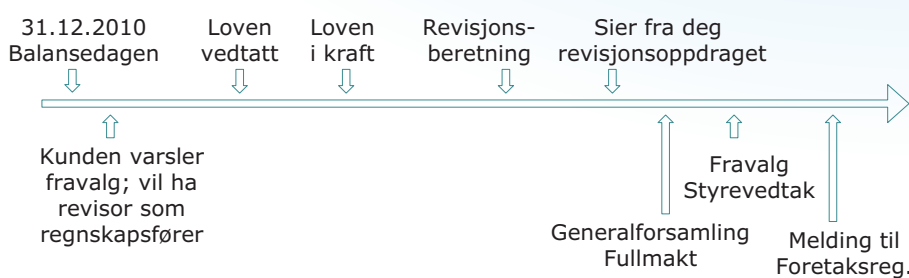 31.12.2010
Balansedagen
Loven
vedtatt
Loven
i kraft
Revisjons-
beretning
Sier fra deg
revisjonsoppdraget
Kunden varsler
fravalg; vil ha
revisor som
regnskapsfører
Generalforsamling
Fullmakt
Fravalg
Styrevedtak
Melding til
Foretaksreg.